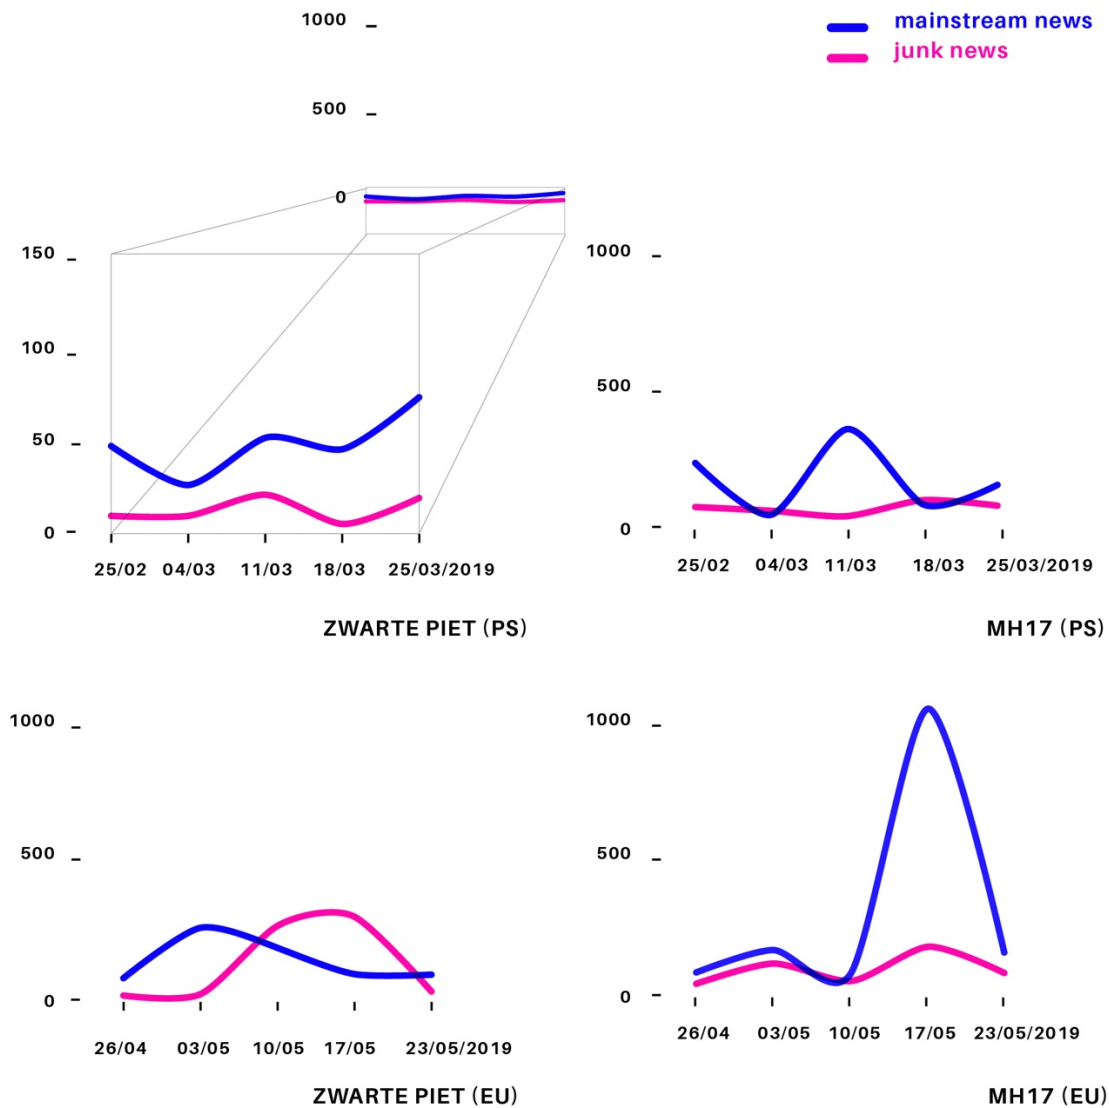 mainstream news
junk news
1000
500
0
150
100
50
0
25/02 04/03 11/03 18/03 25/03/2019
ZWARTE PIET (PS)
1000
500
0
25/02 04/03 11/03 18/03 25/03/2019
MH17 (PS)
1000
500
0
26/04 03/05 10/05 17/05 23/05/2019
ZWARTE PIET (EU)
1000
500
0
26/04 03/05 10/05 17/05 23/05/2019
MH17 (EU)